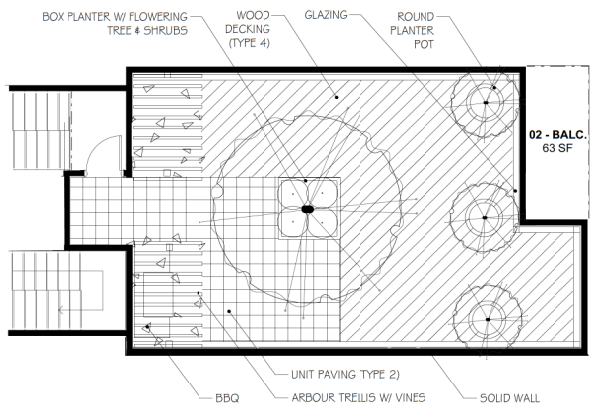 BOX PLANTER W/ FLOWERING
TREE & SHRUBS
WOOD
DECKING
(TYPE 4)
GLAZING
ROUND
PLANTER
POT
02 - BALC.
63 SF
UNIT PAVING TYPE 2)
BBQ
ARBOUR TRELLIS W/ VINES
SOLID WALL